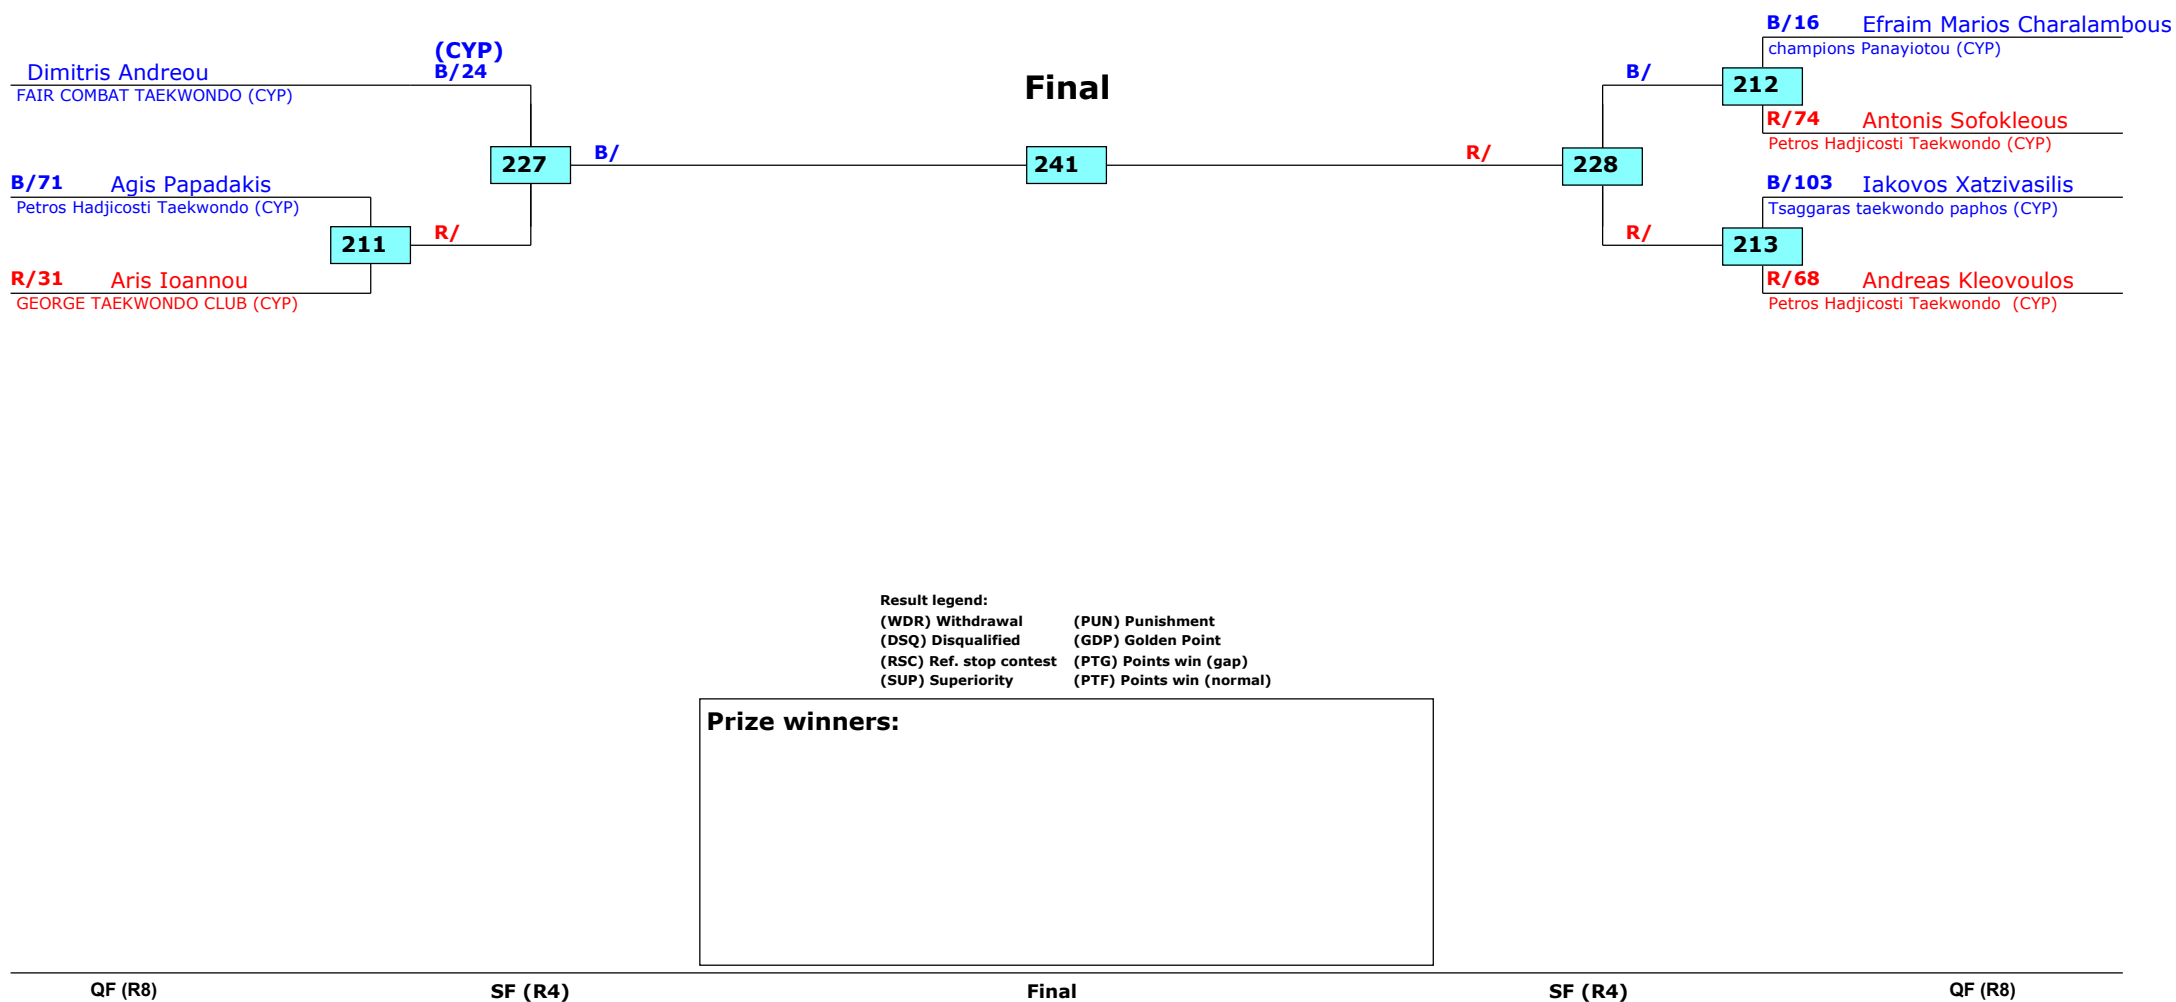 (CYP)
Dimitris Andreou
B/24
FAIR COMBAT TAEKWONDO (CYP)
227
B/
B/71 Agis Papadakis
Petros Hadjicosti Taekwondo (CYP)
211
R/
R/31 Aris Ioannou
GEORGE TAEKWONDO CLUB (CYP)
Final
241
R/
228
B/16 Efraim Marios Charalambous
champions Panayiotou (CYP)
B/
212
R/74 Antonis Sofokleous
Petros Hadjicosti Taekwondo (CYP)
B/103 Iakovos Xatzivasilis
Tsaggaras taekwondo paphos (CYP)
R/
213
R/68 Andreas Kleovoulos
Petros Hadjicosti Taekwondo (CYP)
Result legend:
(WDR) Withdrawal (PUN) Punishment
(DSQ) Disqualified (GDP) Golden Point
(RSC) Ref. stop contest (PTG) Points win (gap)
(SUP) Superiority (PTF) Points win (normal)
Prize winners:
QF (R8) SF (R4) Final SF (R4) QF (R8)